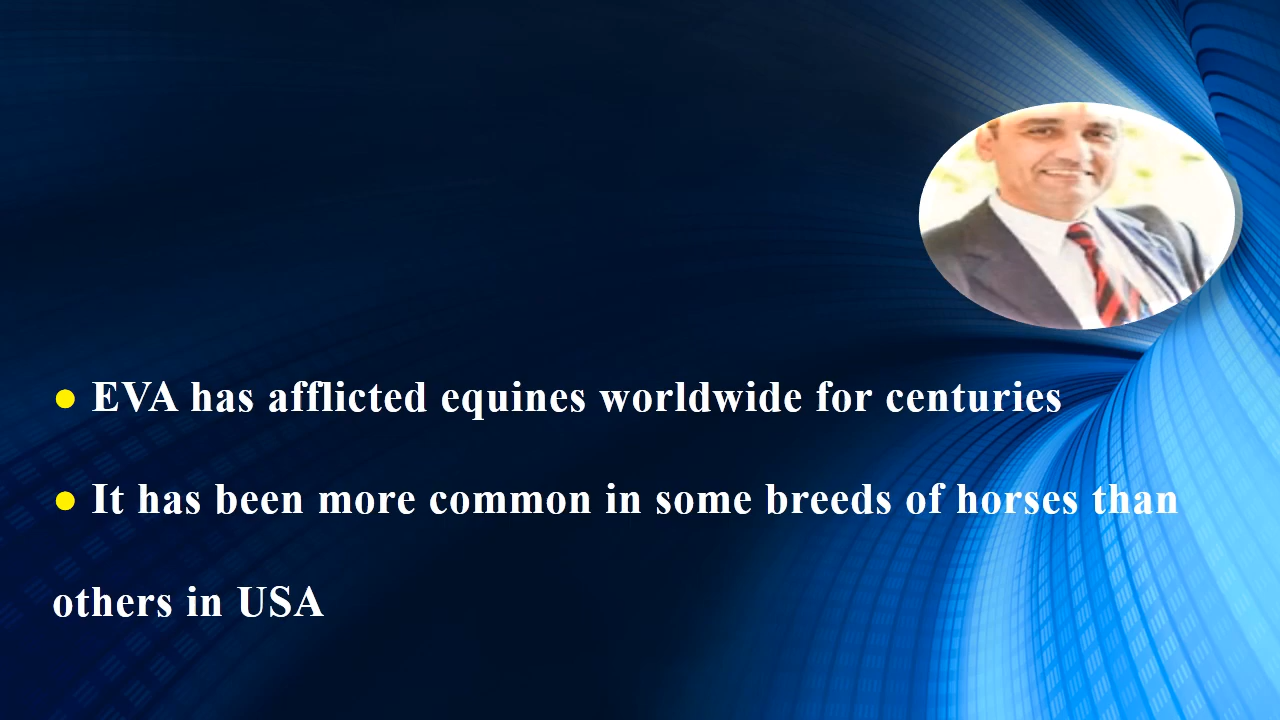 ● EVA has afflicted equines worldwide for centuries
● It has been more common in some breeds of horses than
others in USA